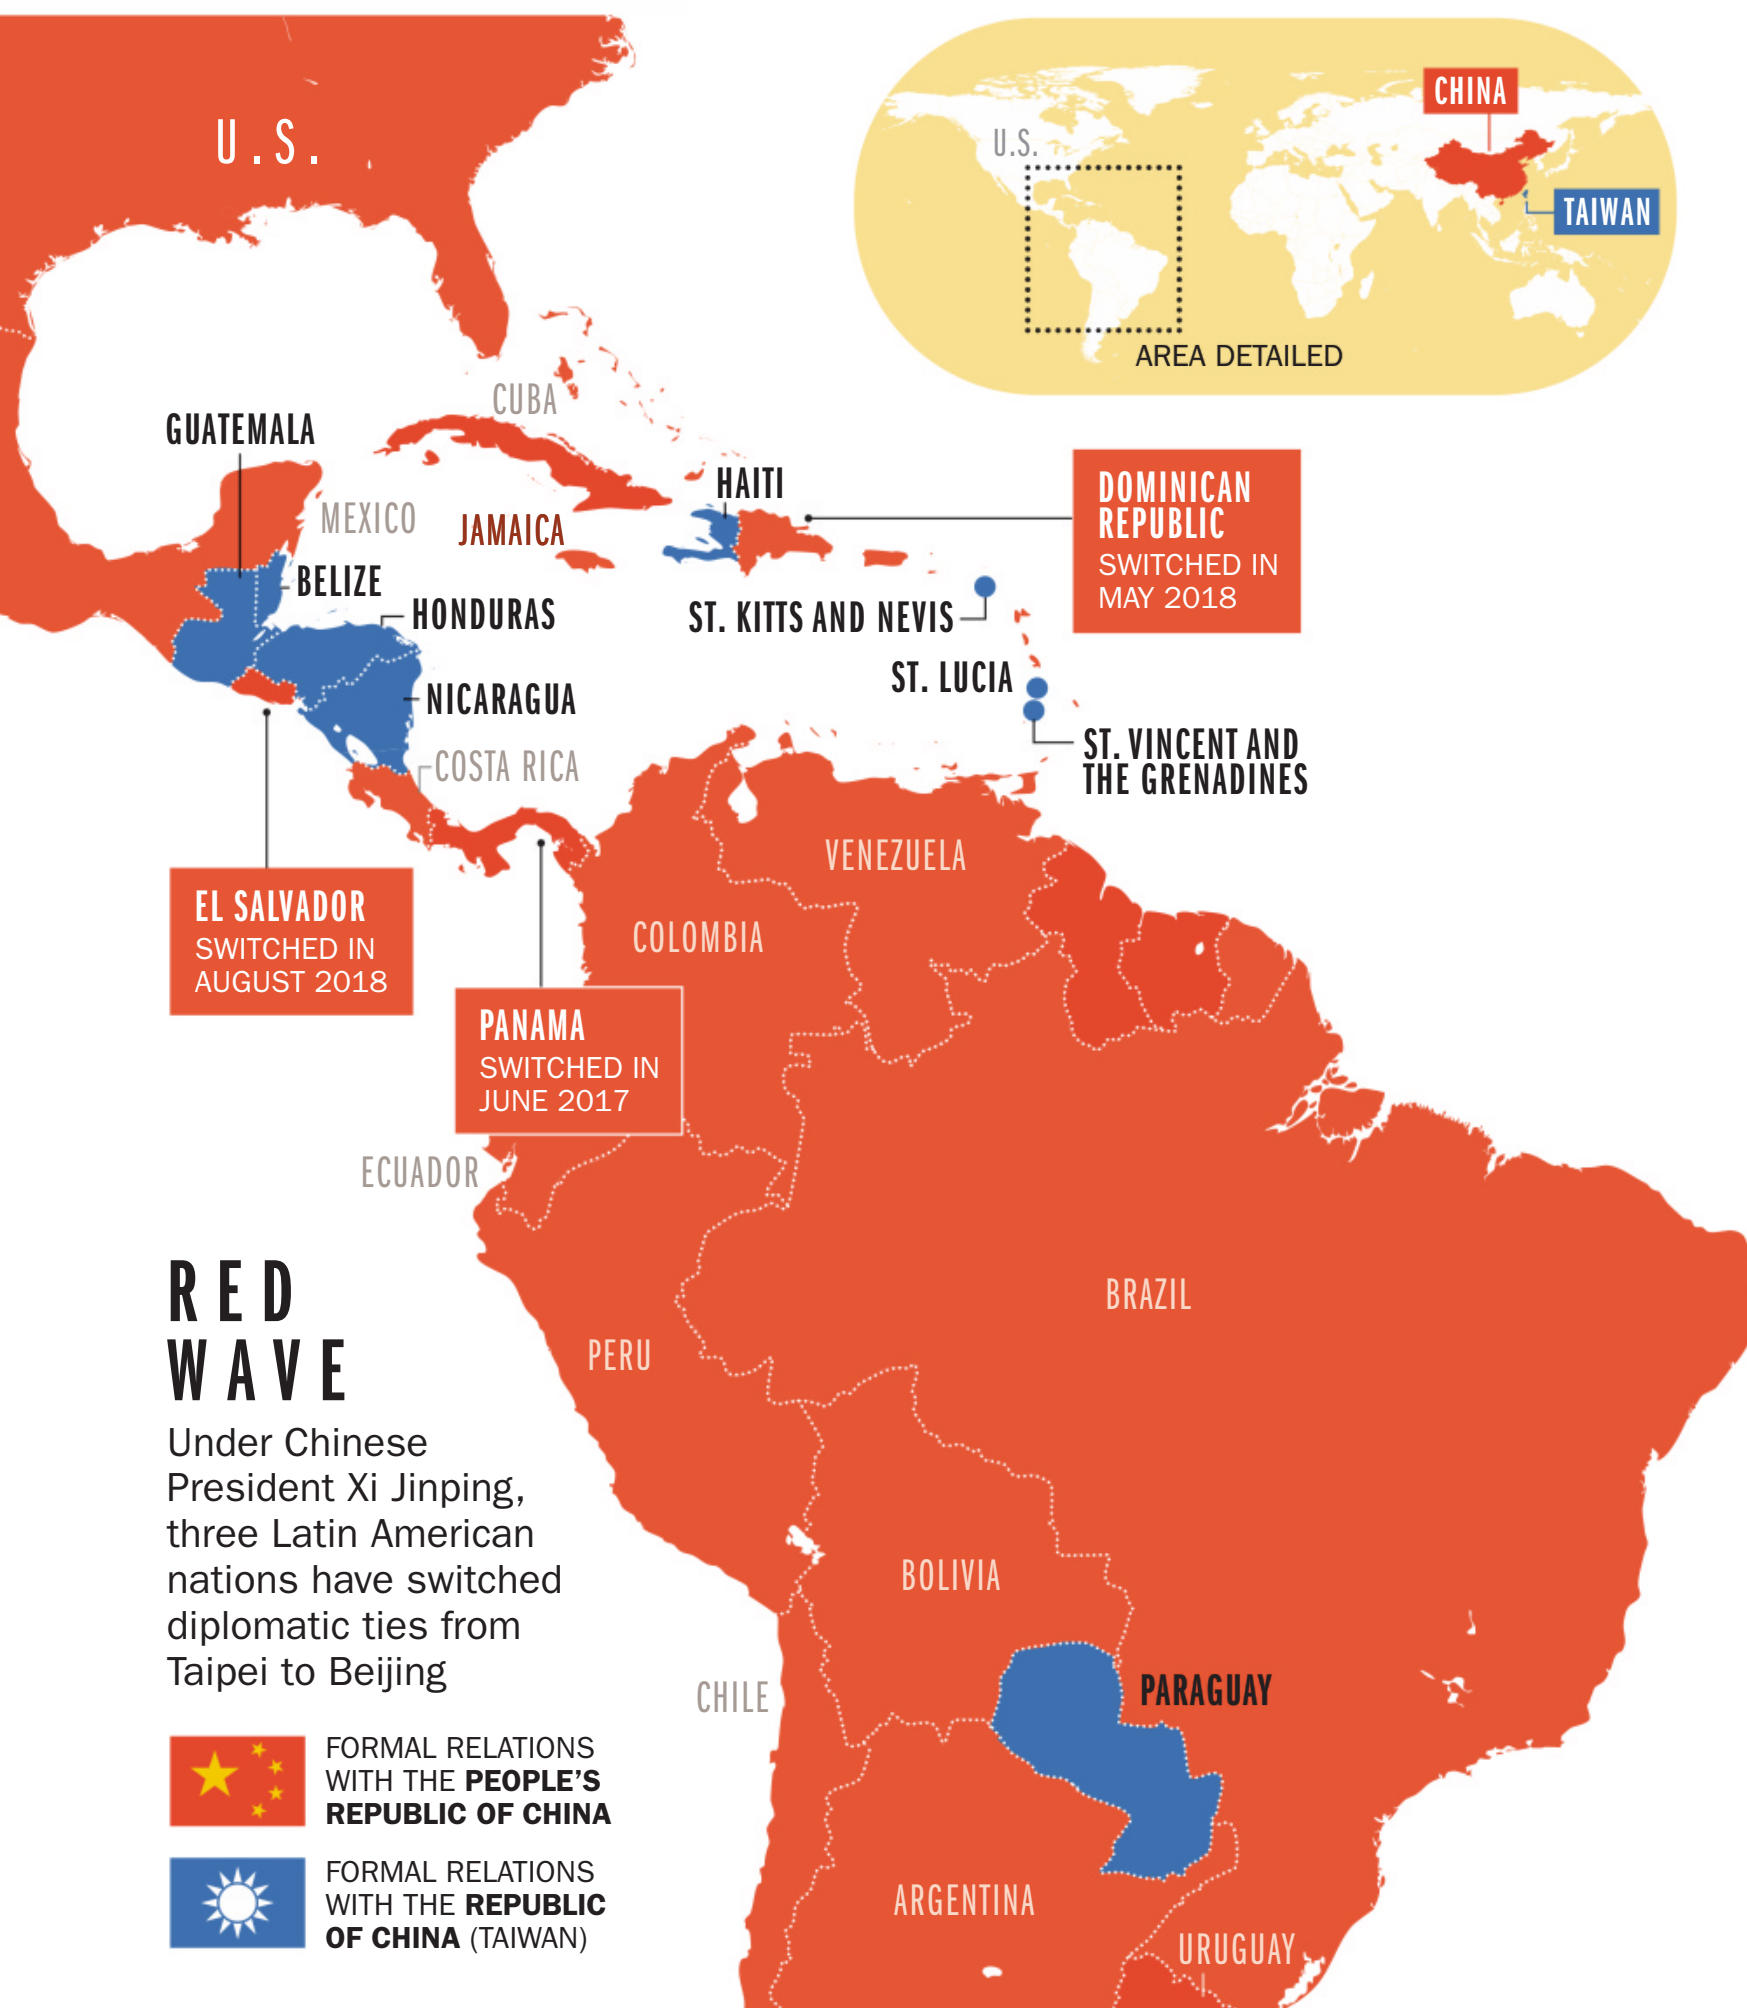 U.S.
U.S.
CHINA
TAIWAN
AREA DETAILED
CUBA
GUATEMALA
MEXICO
JAMAICA
HAITI
DOMINICAN
REPUBLIC
SWITCHED IN
MAY 2018
BELIZE
HONDURAS
ST. KITTS AND NEVIS
ST. LUCIA
NICARAGUA
ST. VINCENT AND
THE GRENADINES
COSTA RICA
VENEZUELA
COLOMBIA
EL SALVADOR
SWITCHED IN
AUGUST 2018
PANAMA
SWITCHED IN
JUNE 2017
ECUADOR
BRAZIL
PERU
RED
WAVE
Under Chinese
President Xi Jinping,
three Latin American
nations have switched
diplomatic ties from
Taipei to Beijing
BOLIVIA
PARAGUAY
CHILE
FORMAL RELATIONS
WITH THE PEOPLE'S
REPUBLIC OF CHINA
FORMAL RELATIONS
WITH THE REPUBLIC
OF CHINA (TAIWAN)
ARGENTINA
URUGUAY